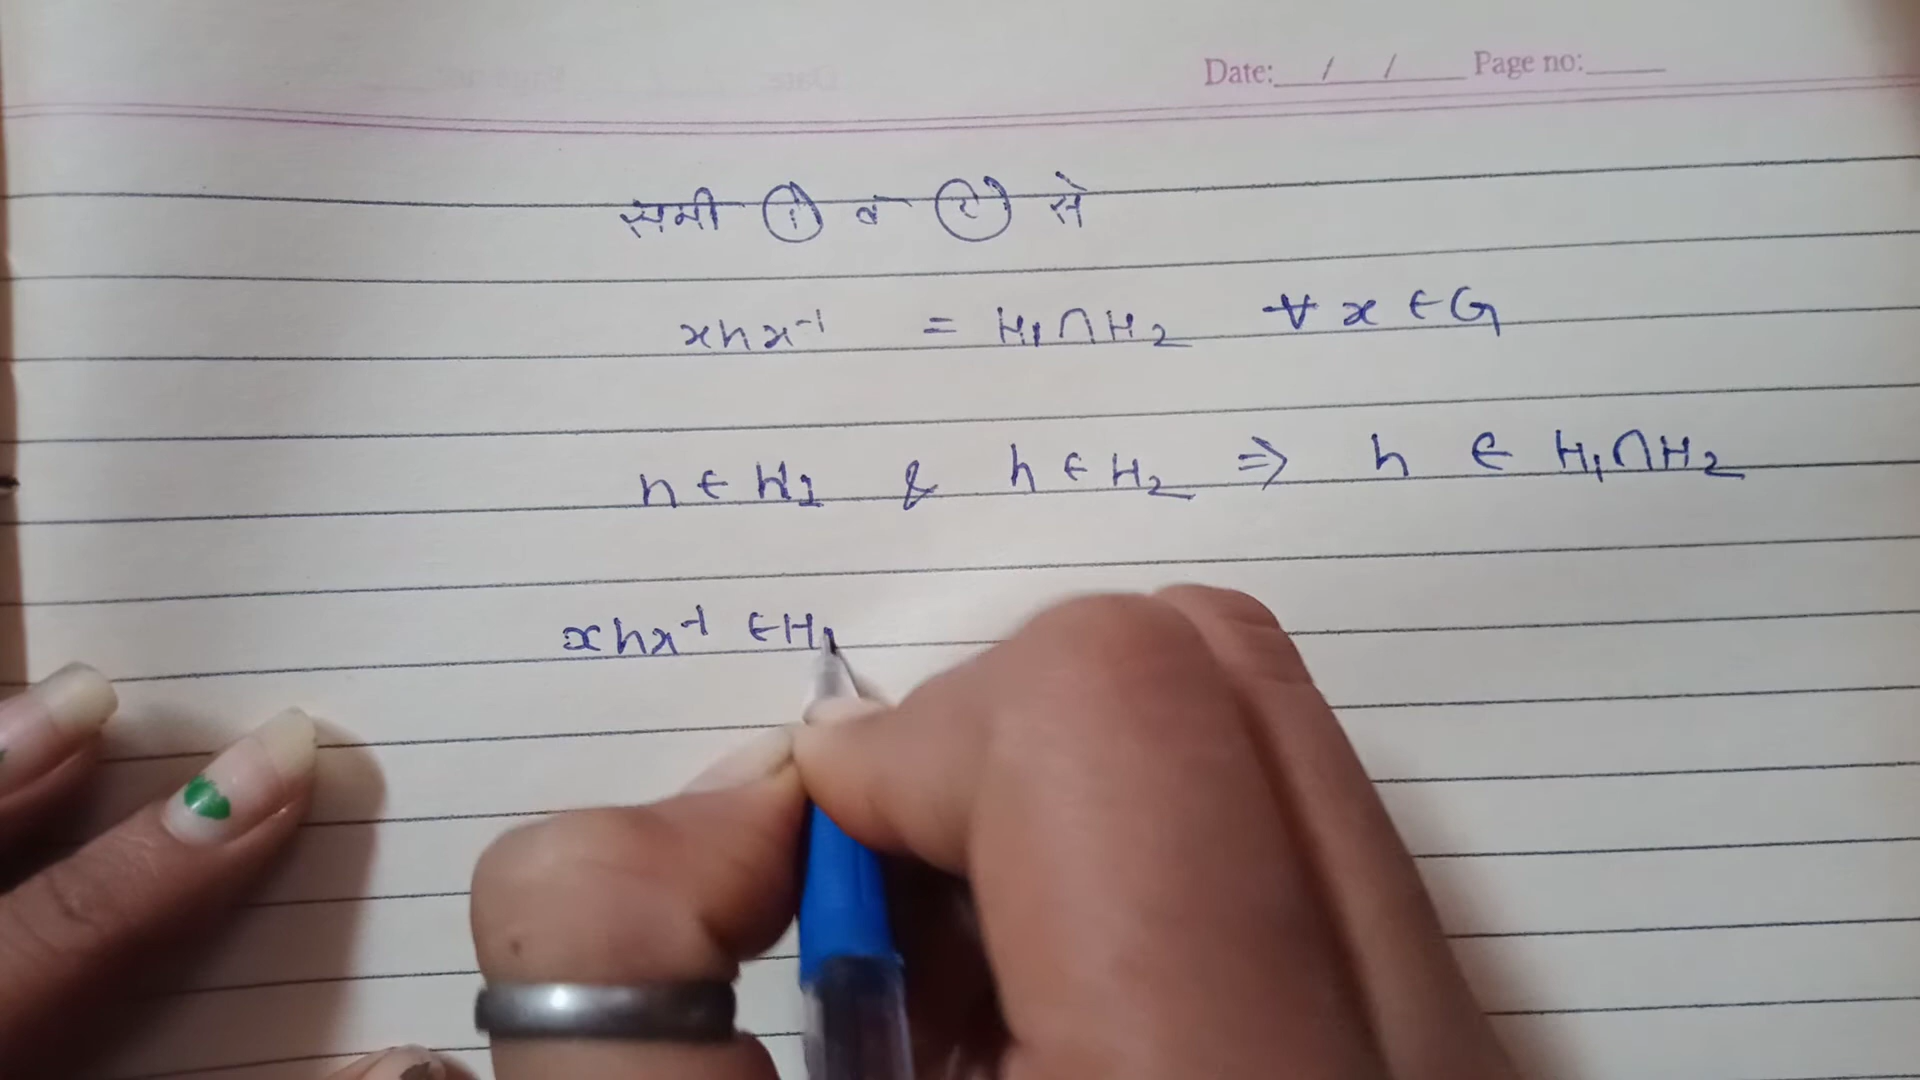 Date: / / Page no:
समी ① व ② से
xhx⁻¹ = H₁∩H₂ ∀ x ∈ G
h ∈ H₁ & h ∈ H₂ ⇒ h ∈ H₁∩H₂
xhx⁻¹ ∈ H₁